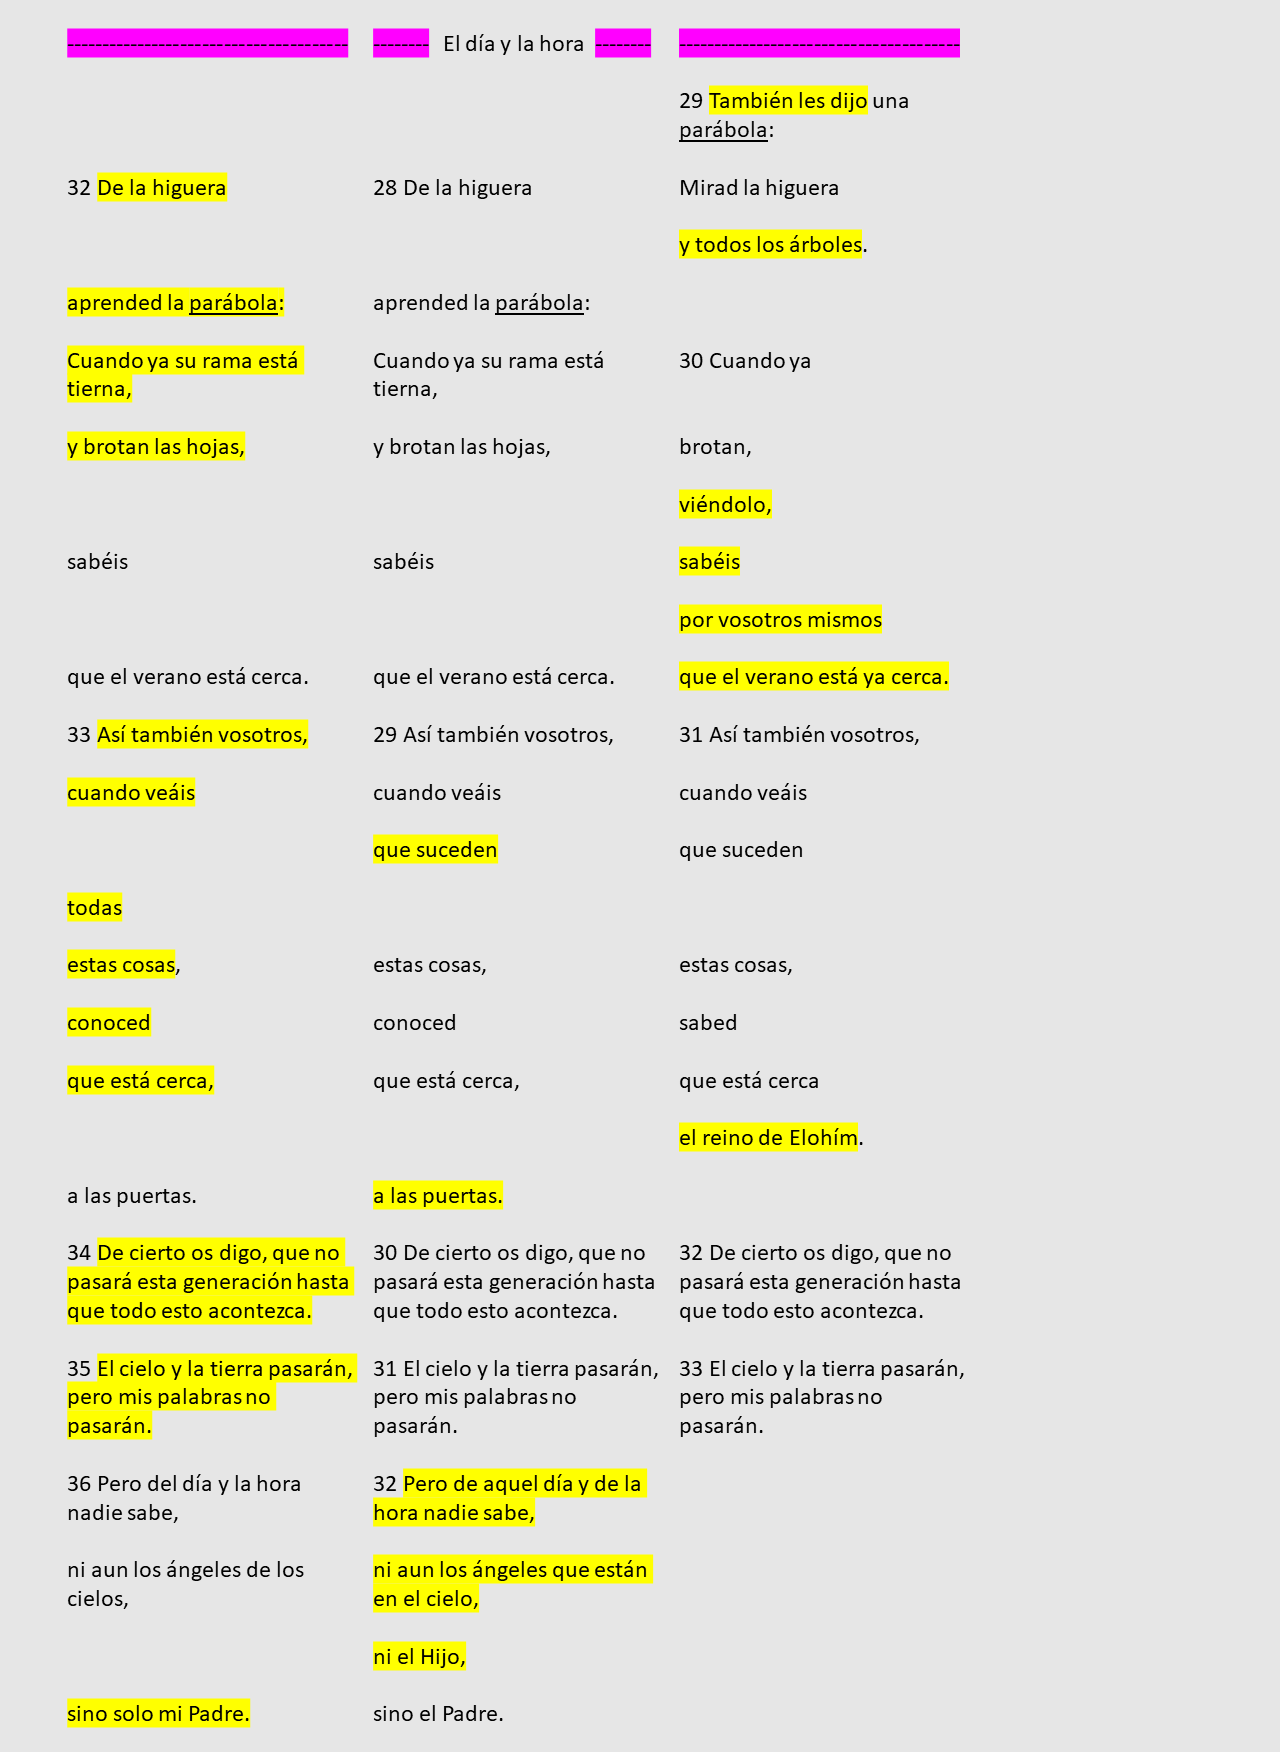 --------------------------------------- -------- El día y la hora -------- ---------------------------------------
29 También les dijo una
parábola:
32 De la higuera 28 De la higuera Mirad la higuera
y todos los árboles.
aprended la parábola: aprended la parábola:
Cuando ya su rama está Cuando ya su rama está 30 Cuando ya
tierna, tierna,
y brotan las hojas, y brotan las hojas, brotan,
viéndolo,
sabéis sabéis sabéis
por vosotros mismos
que el verano está cerca. que el verano está cerca. que el verano está ya cerca.
33 Así también vosotros, 29 Así también vosotros, 31 Así también vosotros,
cuando veáis cuando veáis cuando veáis
que suceden que suceden
todas
estas cosas, estas cosas, estas cosas,
conoced conoced sabed
que está cerca, que está cerca, que está cerca
el reino de Elohím.
a las puertas. a las puertas.
34 De cierto os digo, que no 30 De cierto os digo, que no 32 De cierto os digo, que no
pasará esta generación hasta pasará esta generación hasta pasará esta generación hasta
que todo esto acontezca. que todo esto acontezca. que todo esto acontezca.
35 El cielo y la tierra pasarán, 31 El cielo y la tierra pasarán, 33 El cielo y la tierra pasarán,
pero mis palabras no pero mis palabras no pero mis palabras no
pasarán. pasarán. pasarán.
36 Pero del día y la hora 32 Pero de aquel día y de la
nadie sabe, hora nadie sabe,
ni aun los ángeles de los ni aun los ángeles que están
cielos, en el cielo,
ni el Hijo,
sino solo mi Padre. sino el Padre.